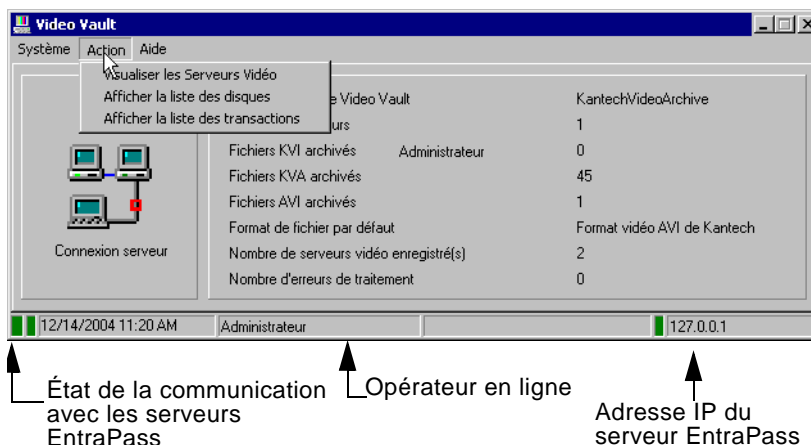 Video Vault
Système Action Aide
Visualiser les Serveurs Vidéo
Afficher la liste des disques
Afficher la liste des transactions
e Video Vault KantechVideoArchive
urs 1
Fichiers KVI archivés Administrateur 0
Fichiers KVA archivés 45
Fichiers AVI archivés 1
Format de fichier par défaut Format vidéo AVI de Kantech
Nombre de serveurs vidéo enregistré(s) 2
Nombre d'erreurs de traitement 0
Connexion serveur
12/14/2004 11:20 AM Administrateur 127.0.0.1
État de la communication
avec les serveurs
EntraPass
Opérateur en ligne
Adresse IP du
serveur EntraPass